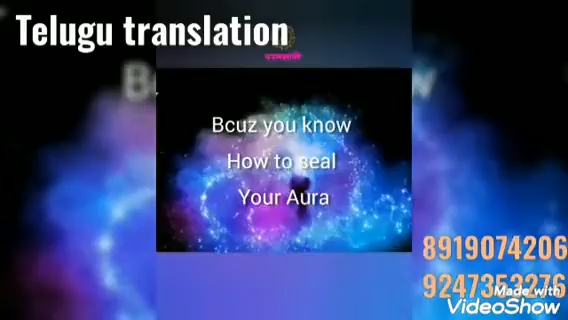 Telugu translation
Bcuz you know
How to seal
Your Aura
8919074206
9247353276
Made with
VideoShow